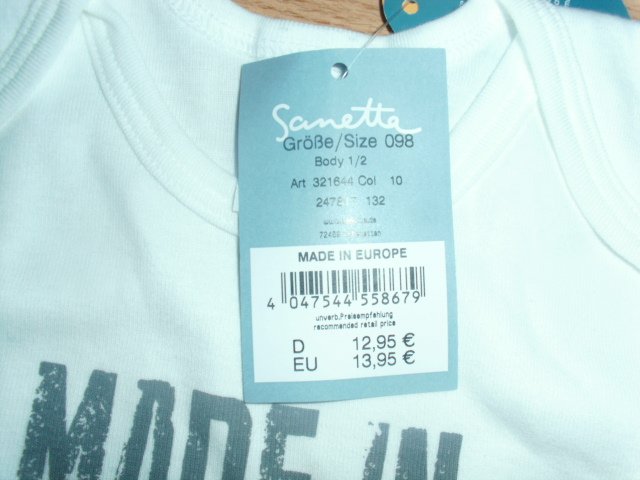 Sanetta
Größe/Size 098
Body 1/2
Art 321644 Col 10
132
MADE IN EUROPE
4 047544 558679
unverb.Preisempfehlung
recommended retail price
D 12,95 €
EU 13,95 €
MADE IN